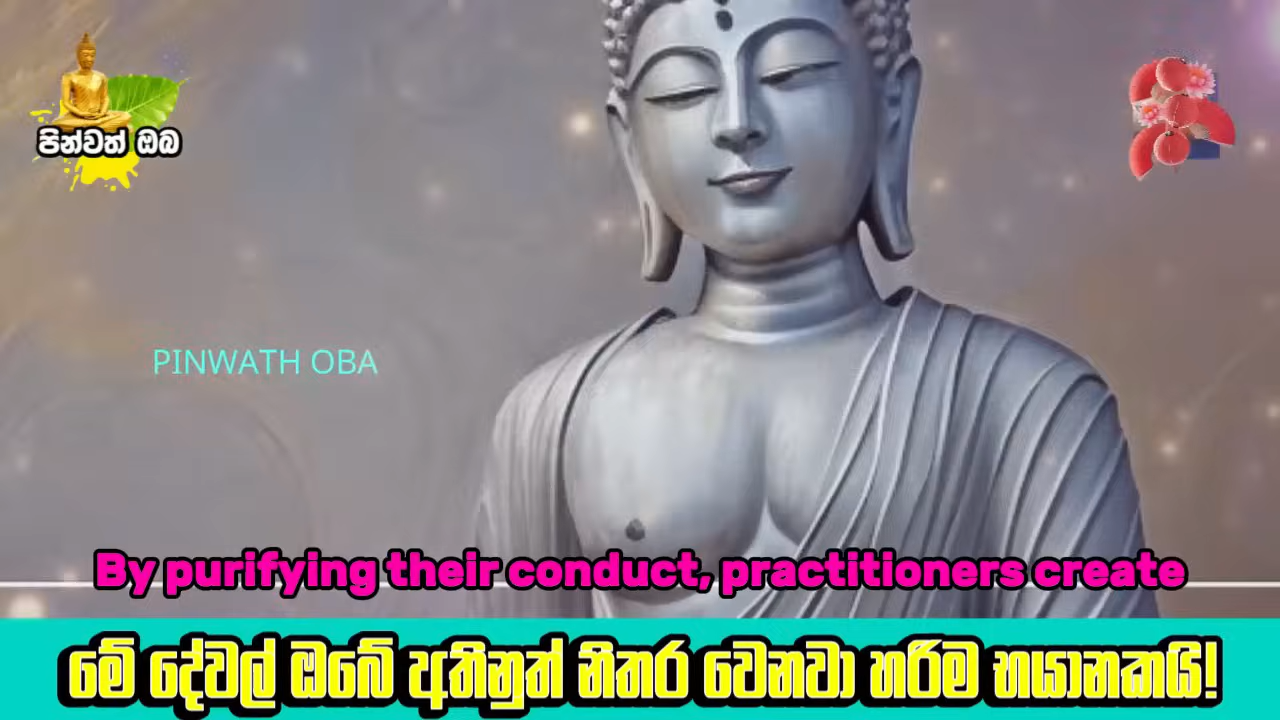 පින්වත් ඔබ
PINWATH OBA
By purifying their conduct, practitioners create
මේ දේවල් ඔබේ අතිනුත් නිතර වෙනවා හරිම භයානකයි!